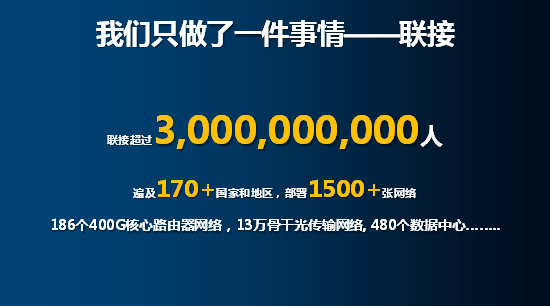 我们只做了一件事情——联接
联接超过3,000,000,000人
遍及170+国家和地区，部署1500+张网络
186个400G核心路由器网络，13万骨干光传输网络, 480个数据中心........